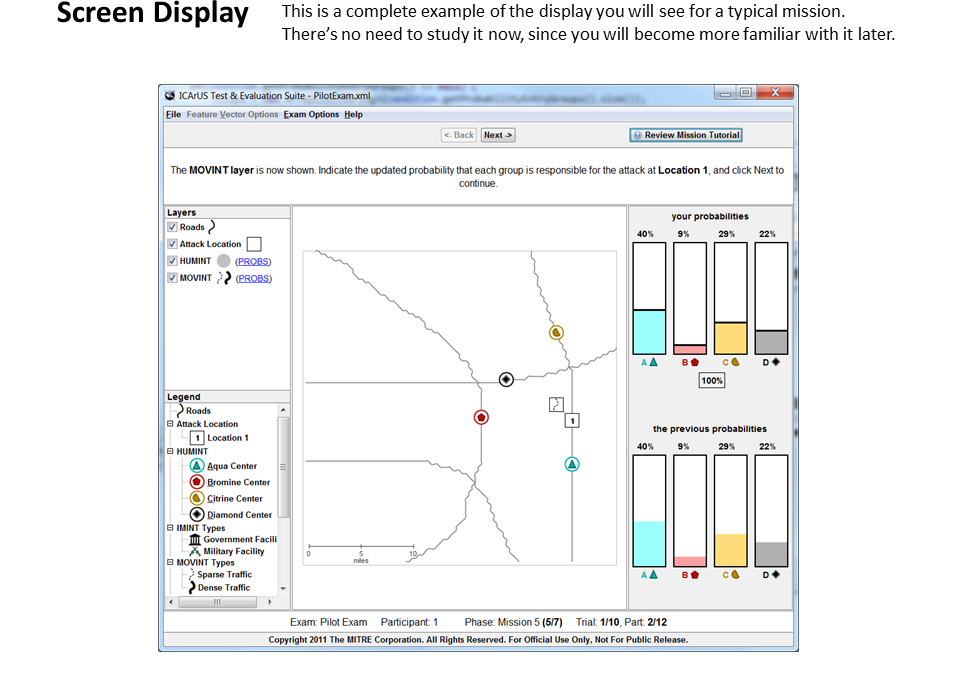 Screen Display
This is a complete example of the display you will see for a typical mission.
There's no need to study it now, since you will become more familiar with it later.
ICArUS Test & Evaluation Suite - PilotExam.xml
File Feature Vector Options Exam Options Help
<- Back Next -> Review Mission Tutorial
The MOVINT layer is now shown. Indicate the updated probability that each group is responsible for the attack at Location 1, and click Next to
continue.
Layers
Roads
Attack Location
HUMINT (PROBS)
MOVINT (PROBS)
Legend
Roads
Attack Location
1 Location 1
HUMINT
Aqua Center
Bromine Center
Citrine Center
Diamond Center
IMINT Types
Government Facili
Military Facility
MOVINT Types
Sparse Traffic
Dense Traffic
1
0 5 10
miles
your probabilities
40% 9% 29% 22%
A B C D
100%
the previous probabilities
40% 9% 29% 22%
A B C D
Exam: Pilot Exam Participant: 1 Phase: Mission 5 (5/7) Trial: 1/10, Part: 2/12
Copyright 2011 The MITRE Corporation. All Rights Reserved. For Official Use Only, Not For Public Release.